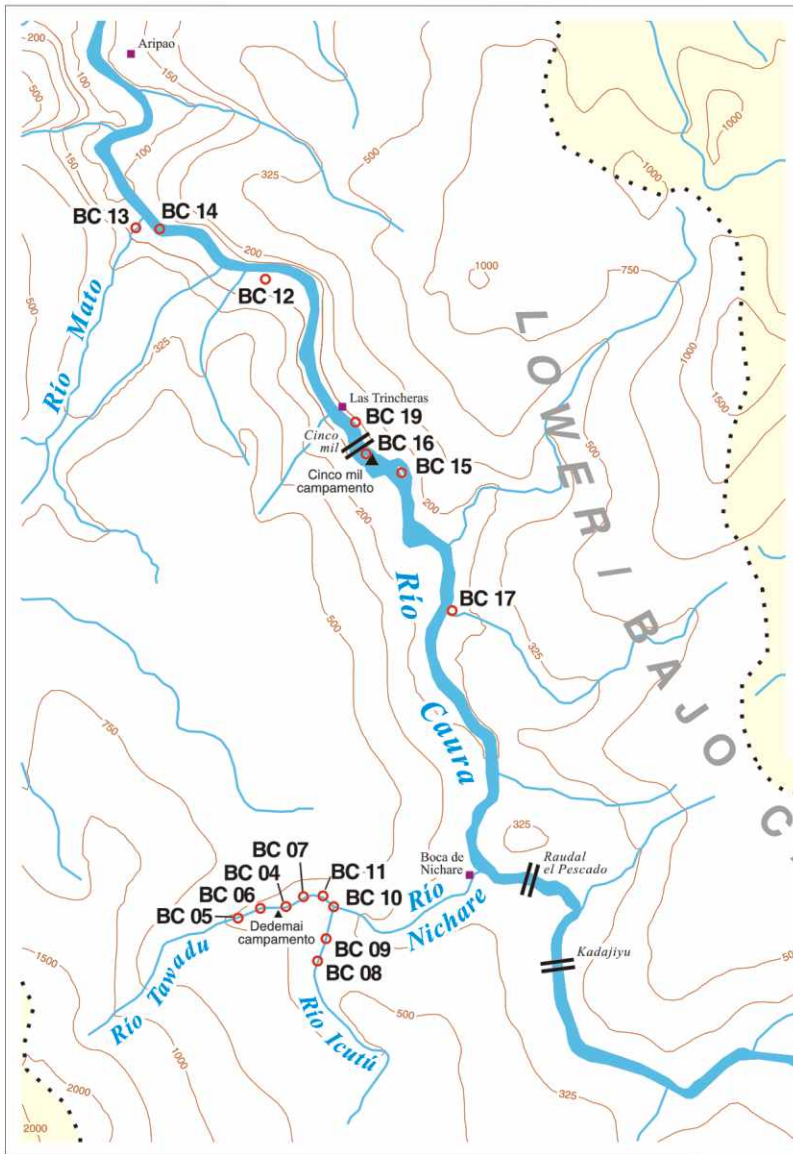 Aripao
200
150
500
100
150
100
325
500
1000
1000
BC 13
BC 14
200
BC 12
1000
750
500
Río Mato
325
1000
1500
Las Trincheras
BC 19
Cinco
mil
BC 16
BC 15
Cinco mil
campamento
200
200
500
LOWER/BAJO C
Río Caura
BC 17
325
500
325
750
325
Boca de
Nichare
Raudal
el Pescado
BC 07
BC 11
BC 04
BC 06
BC 10
BC 05
Río
Nichare
Dedemai
campamento
BC 09
BC 08
Kadajiyu
Río Tawadu
Río Icutú
1500
500
500
1000
2000
325
2000